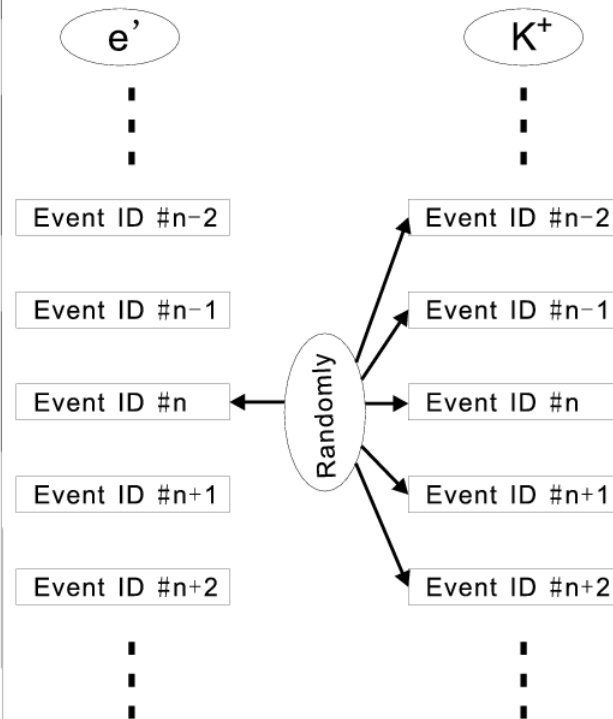 e’
K⁺
Event ID #n-2
Event ID #n-2
Event ID #n-1
Event ID #n-1
Randomly
Event ID #n
Event ID #n
Event ID #n+1
Event ID #n+1
Event ID #n+2
Event ID #n+2